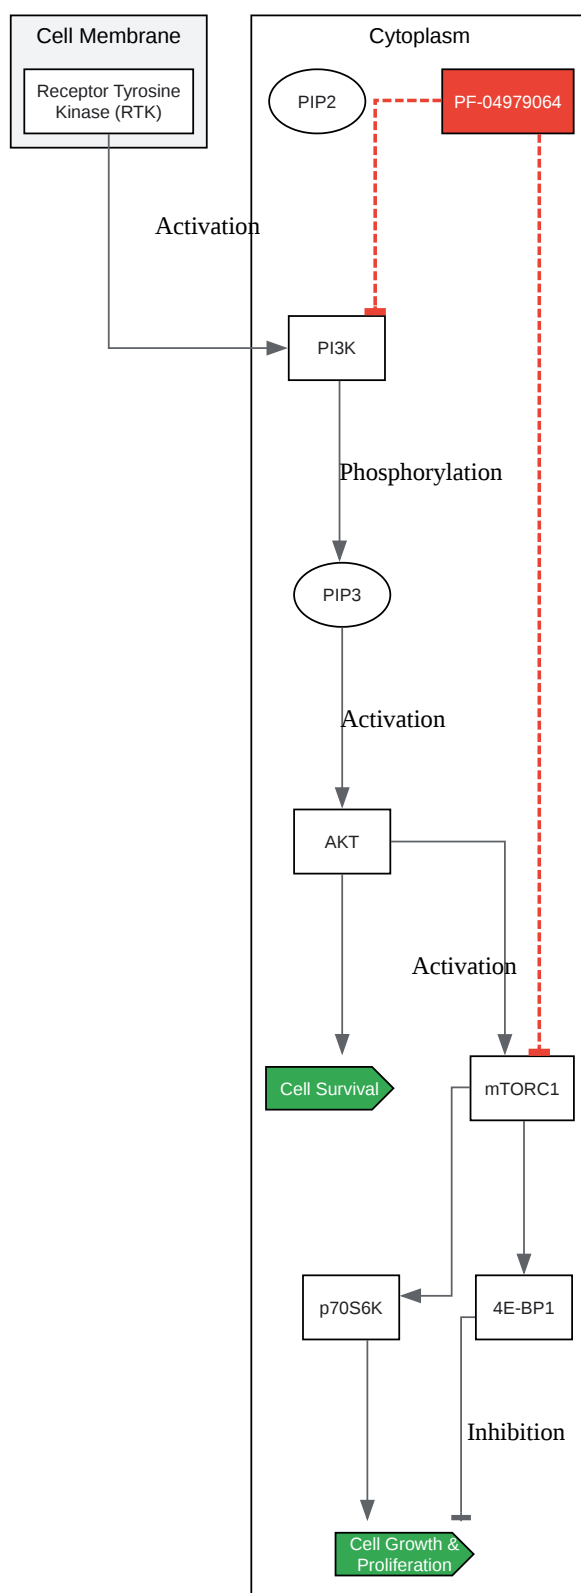 Cell Membrane
Cytoplasm
Receptor Tyrosine
Kinase (RTK)
PIP2
PF-04979064
Activation
PI3K
Phosphorylation
PIP3
Activation
AKT
Activation
Cell Survival
mTORC1
p70S6K
4E-BP1
Inhibition
Cell Growth &
Proliferation